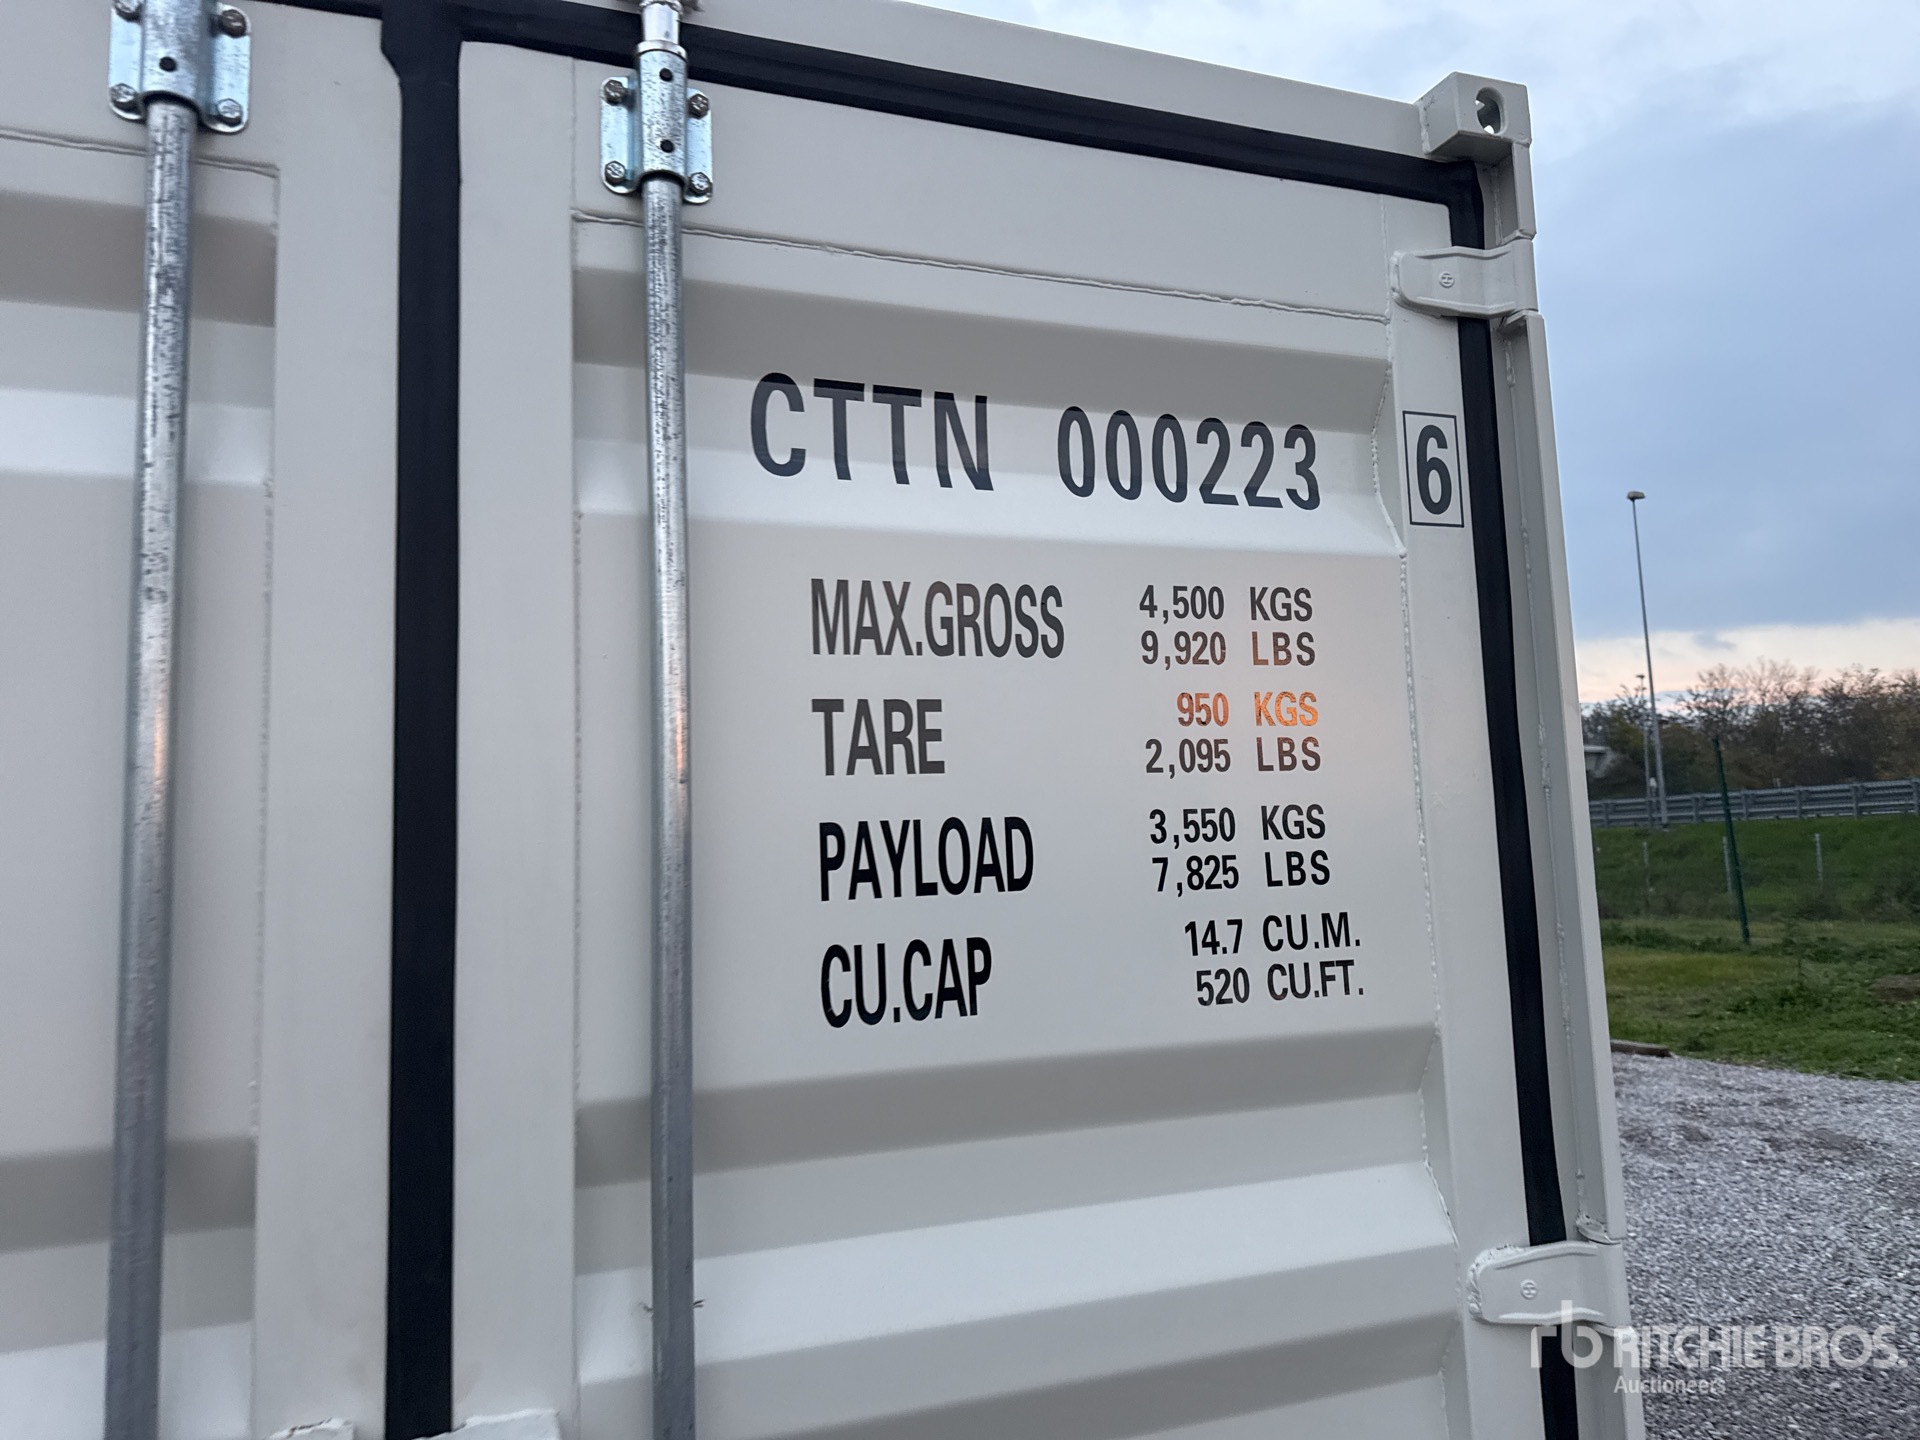 CTTN 000223 6
MAX.GROSS 4,500 KGS
9,920 LBS
TARE 950 KGS
2,095 LBS
PAYLOAD 3,550 KGS
7,825 LBS
CU.CAP 14.7 CU.M.
520 CU.FT.
rb RITCHIE BROS.
Auctioneers